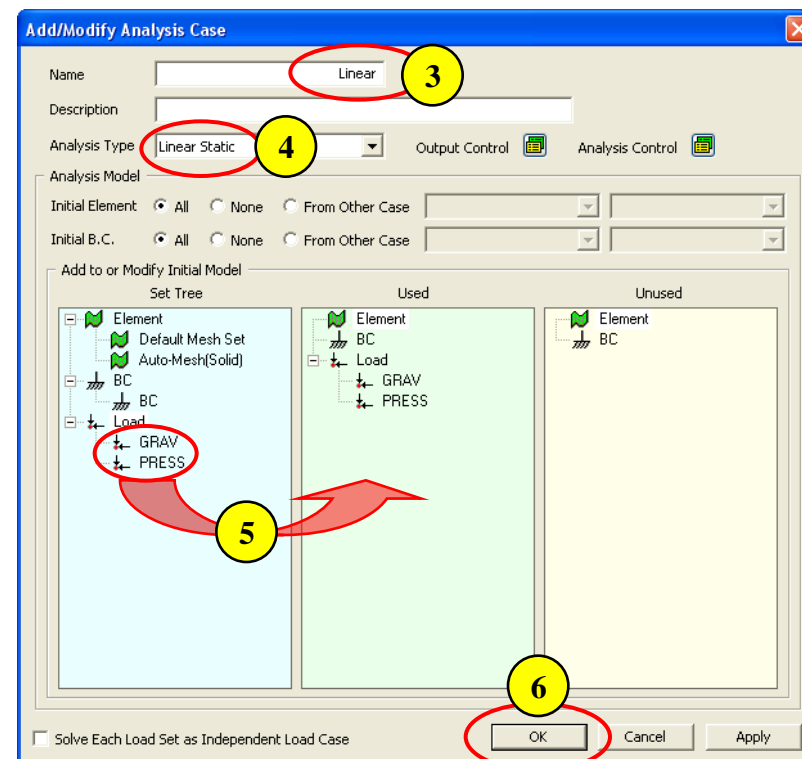 Add/Modify Analysis Case
Name Linear 3
Description
Analysis Type Linear Static 4 Output Control Analysis Control
Analysis Model
Initial Element All None From Other Case
Initial B.C. All None From Other Case
Add to or Modify Initial Model
Set Tree Used Unused
Element Element Element
Default Mesh Set BC BC
Auto-Mesh(Solid) Load
BC GRAV
BC PRESS
Load
GRAV
PRESS
5
6
Solve Each Load Set as Independent Load Case OK Cancel Apply